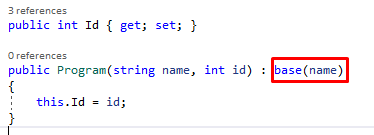 3 references
public int Id { get; set; }
0 references
public Program(string name, int id) : base(name)
{
this.Id = id;
}